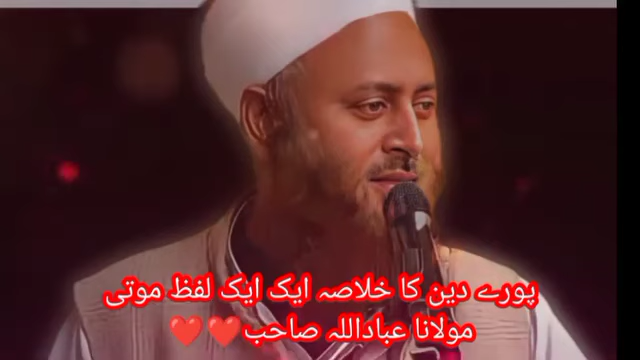 پورے دین کا خلاصہ ایک ایک لفظ موتی
مولانا عباداللہ صاحب❤️❤️❤️